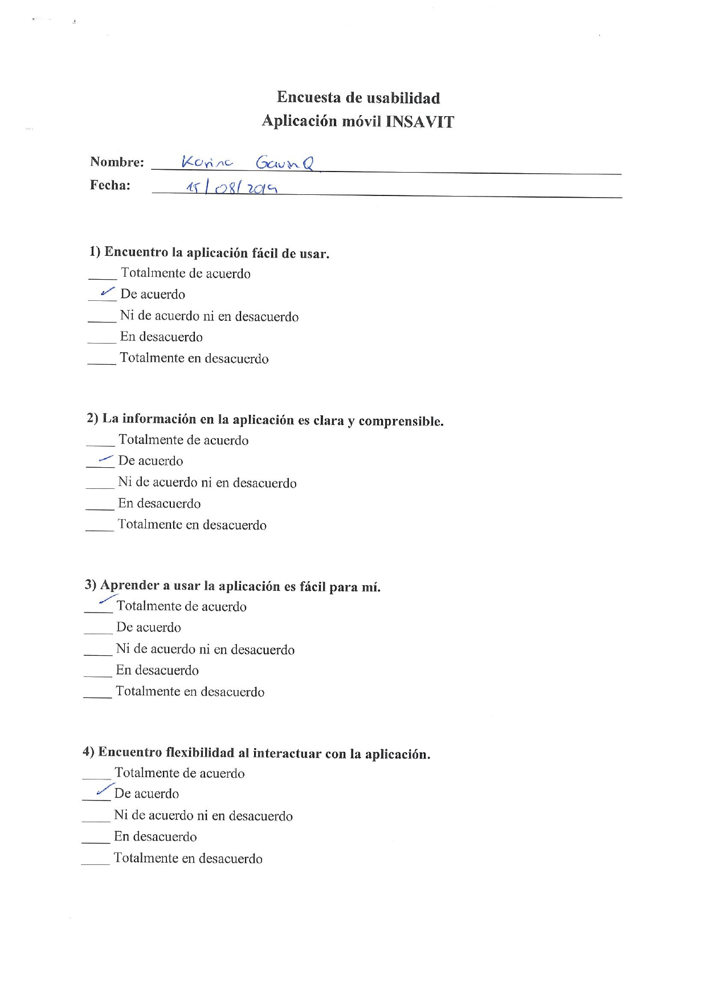 Encuesta de usabilidad
Aplicación móvil INSAVIT
Nombre: Karina
Fecha: 15/08/2019
1) Encuentro la aplicación fácil de usar.
____ Totalmente de acuerdo
__✓_ De acuerdo
____ Ni de acuerdo ni en desacuerdo
____ En desacuerdo
____ Totalmente en desacuerdo
2) La información en la aplicación es clara y comprensible.
____ Totalmente de acuerdo
__✓_ De acuerdo
____ Ni de acuerdo ni en desacuerdo
____ En desacuerdo
____ Totalmente en desacuerdo
3) Aprender a usar la aplicación es fácil para mí.
__✓_ Totalmente de acuerdo
____ De acuerdo
____ Ni de acuerdo ni en desacuerdo
____ En desacuerdo
____ Totalmente en desacuerdo
4) Encuentro flexibilidad al interactuar con la aplicación.
____ Totalmente de acuerdo
__✓_ De acuerdo
____ Ni de acuerdo ni en desacuerdo
____ En desacuerdo
____ Totalmente en desacuerdo